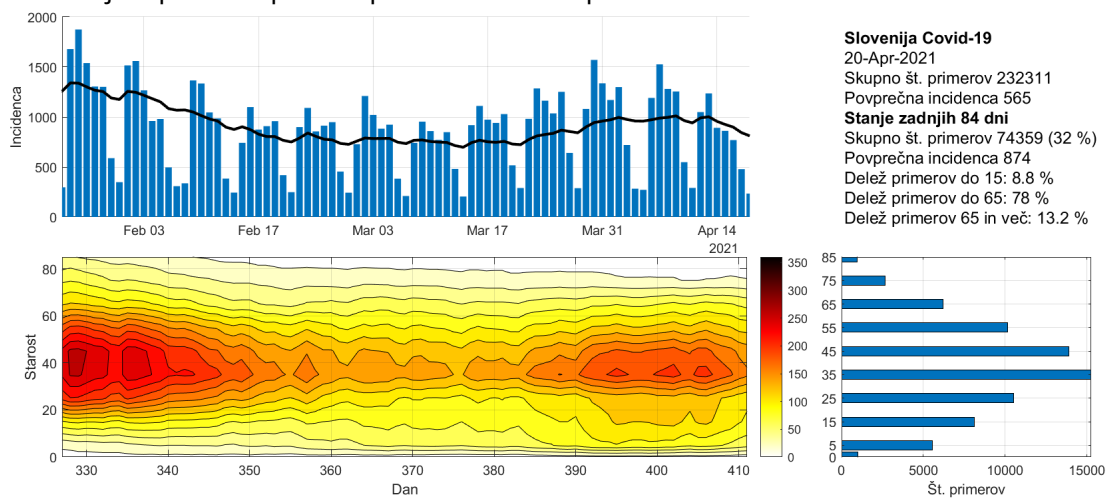 2000
1500
1000
500
0
Incidenca
Feb 03 Feb 17 Mar 03 Mar 17 Mar 31 Apr 14
2021
Slovenija Covid-19
20-Apr-2021
Skupno št. primerov 232311
Povprečna incidenca 565
Stanje zadnjih 84 dni
Skupno št. primerov 74359 (32 %)
Povprečna incidenca 874
Delež primerov do 15: 8.8 %
Delež primerov do 65: 78 %
Delež primerov 65 in več: 13.2 %
80
60
40
20
0
Starost
330 340 350 360 370 380 390 400 410
Dan
350
300
250
200
150
100
50
0
85
75
65
55
45
35
25
15
5
0
0 5000 10000 15000
Št. primerov